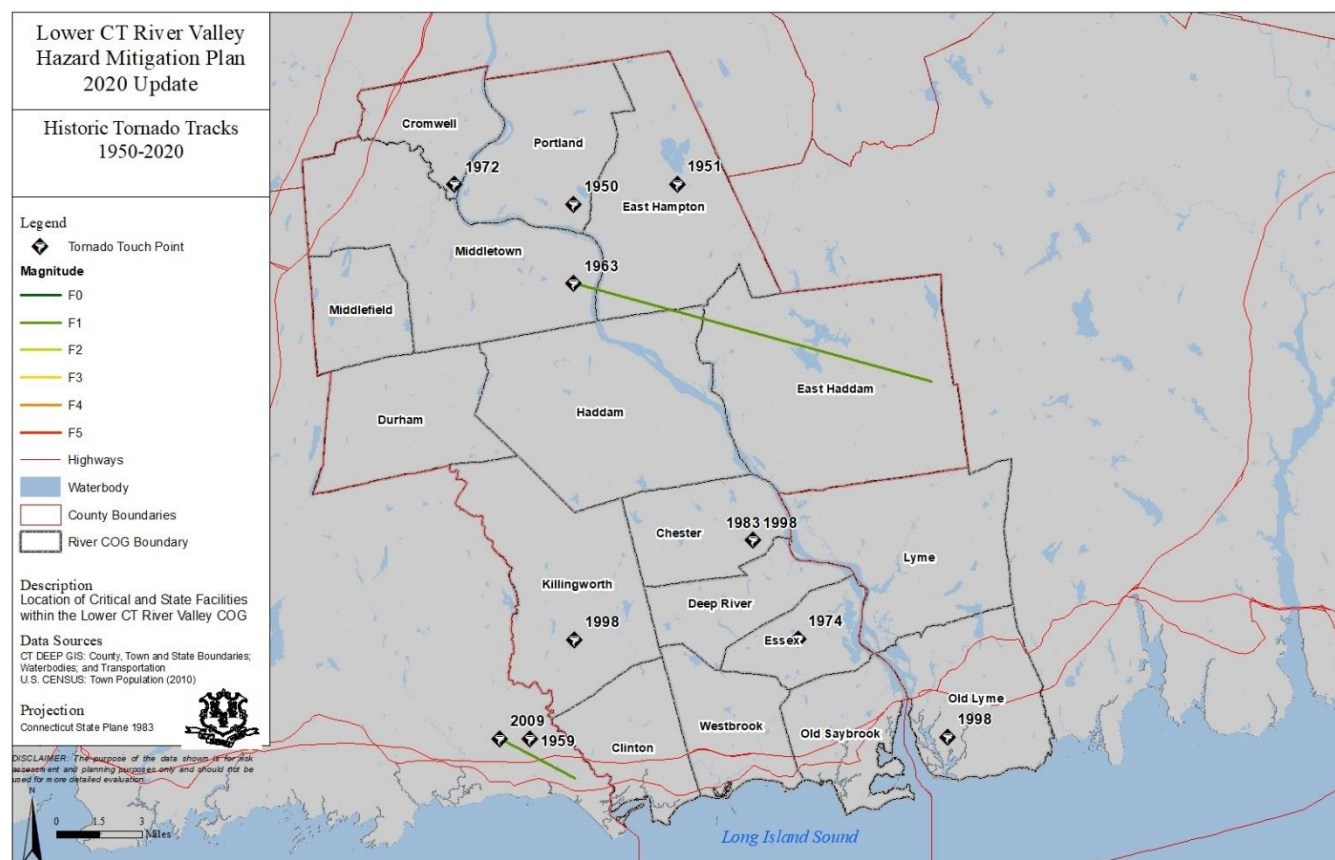 Lower CT River Valley
Hazard Mitigation Plan
2020 Update
Historic Tornado Tracks
1950-2020
Legend
Tornado Touch Point
Magnitude
F0
F1
F2
F3
F4
F5
Highways
Waterbody
County Boundaries
River COG Boundary
Description
Location of Critical and State Facilities
within the Lower CT River Valley COG
Data Sources
CT DEEP GIS: County, Town and State Boundaries;
Waterbodies; and Transportation
U.S. CENSUS: Town Population (2010)
Projection
Connecticut State Plane 1983
DISCLAIMER: The purpose of the data shown is for risk
assessment and planning purposes only and should not be
used for more detailed evaluation.
N
0 1.5 3
Miles
Cromwell
Portland
1972
1950
1951
East Hampton
Middletown
1963
Middlefield
East Haddam
Haddam
Durham
Chester
1983 1998
Lyme
Killingworth
Deep River
1998
Essex
1974
Old Lyme
1998
2009
1959
Clinton
Westbrook
Old Saybrook
Long Island Sound